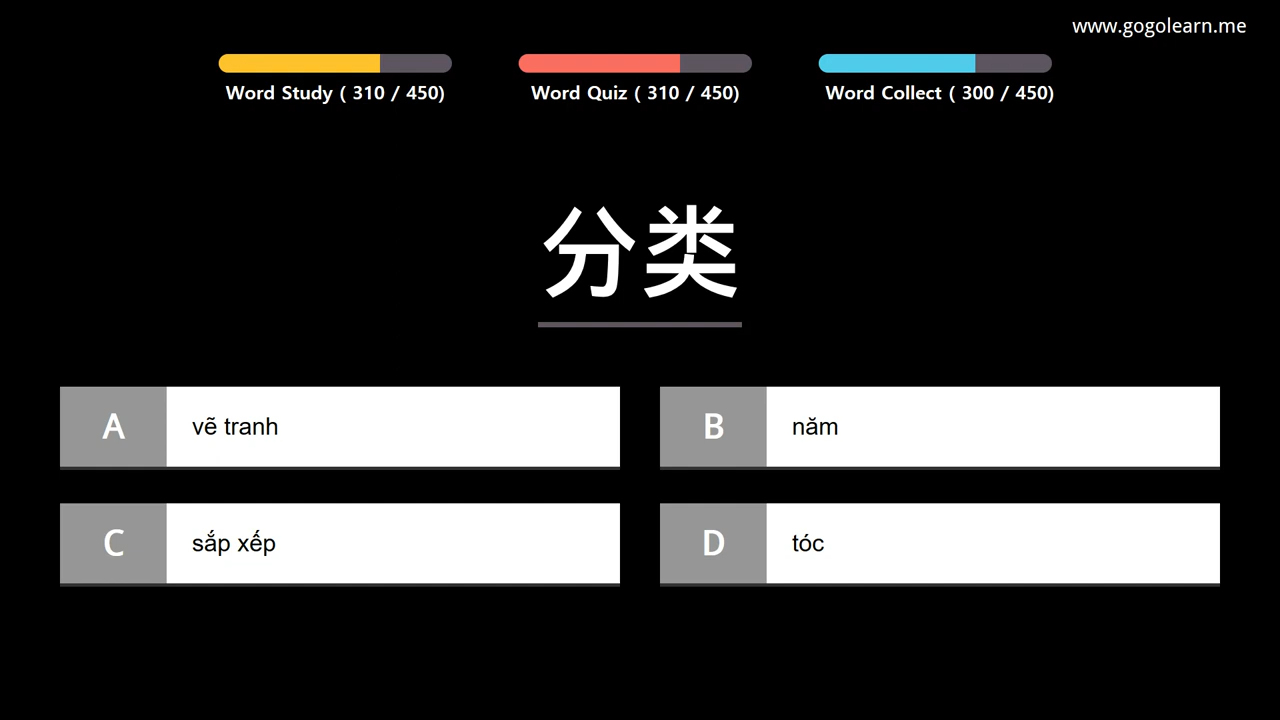 www.gogolearn.me
Word Study ( 310 / 450)
Word Quiz ( 310 / 450)
Word Collect ( 300 / 450)
分类
A
vẽ tranh
B
năm
C
sắp xếp
D
tóc